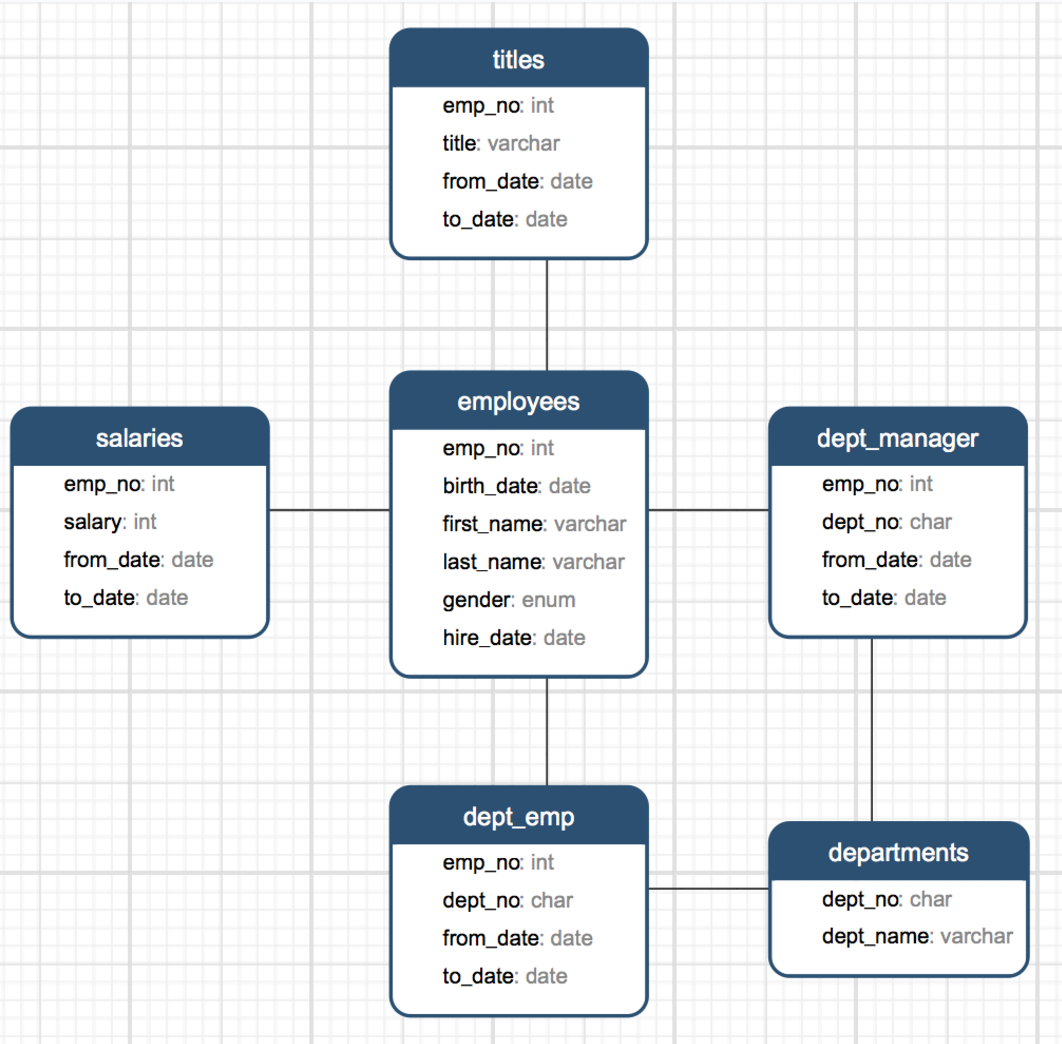 titles
emp_no: int
title: varchar
from_date: date
to_date: date
employees
emp_no: int
birth_date: date
first_name: varchar
last_name: varchar
gender: enum
hire_date: date
salaries
emp_no: int
salary: int
from_date: date
to_date: date
dept_manager
emp_no: int
dept_no: char
from_date: date
to_date: date
dept_emp
emp_no: int
dept_no: char
from_date: date
to_date: date
departments
dept_no: char
dept_name: varchar